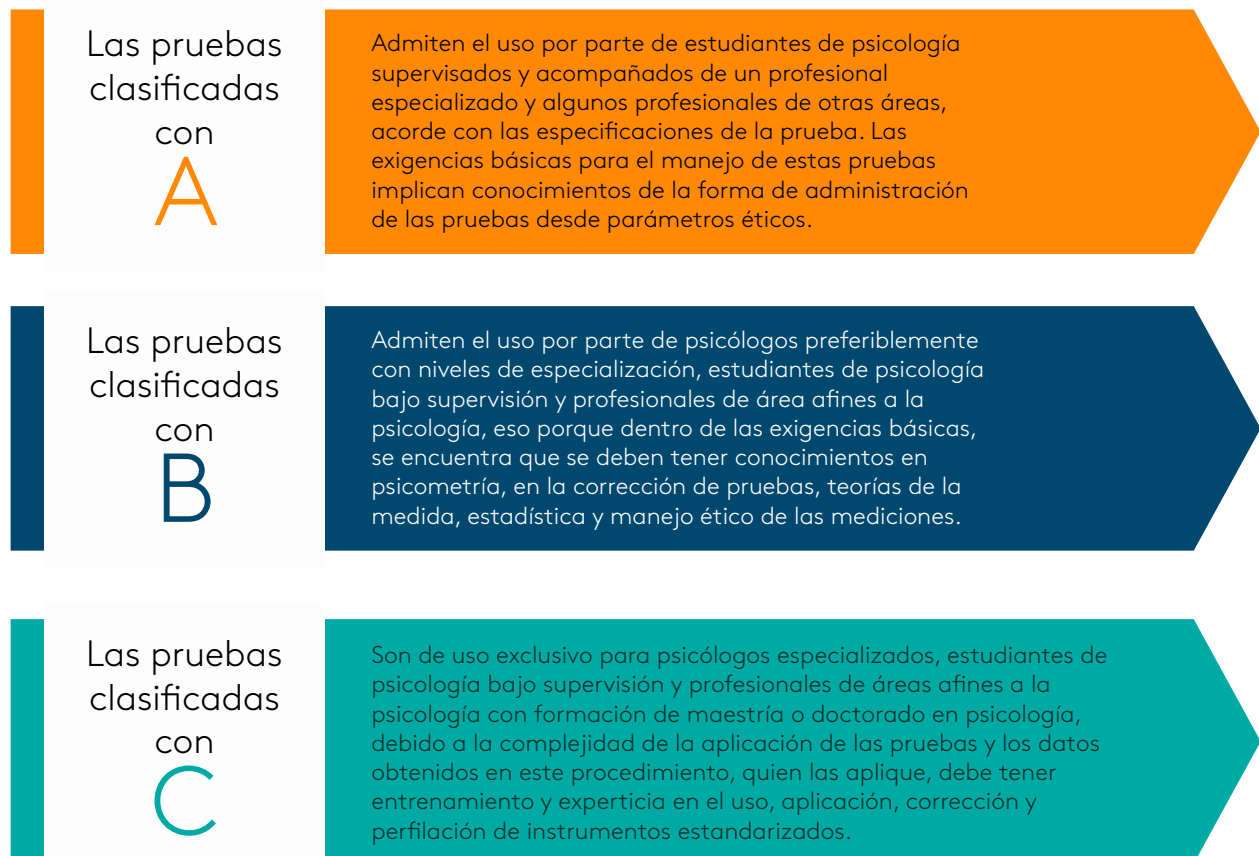 Las pruebas
clasificadas
con
A
Admiten el uso por parte de estudiantes de psicología
supervisados y acompañados de un profesional
especializado y algunos profesionales de otras áreas,
acorde con las especificaciones de la prueba. Las
exigencias básicas para el manejo de estas pruebas
implican conocimientos de la forma de administración
de las pruebas desde parámetros éticos.
Las pruebas
clasificadas
con
B
Admiten el uso por parte de psicólogos preferiblemente
con niveles de especialización, estudiantes de psicología
bajo supervisión y profesionales de área afines a la
psicología, eso porque dentro de las exigencias básicas,
se encuentra que se deben tener conocimientos en
psicometría, en la corrección de pruebas, teorías de la
medida, estadística y manejo ético de las mediciones.
Las pruebas
clasificadas
con
C
Son de uso exclusivo para psicólogos especializados, estudiantes de
psicología bajo supervisión y profesionales de áreas afines a la
psicología con formación de maestría o doctorado en psicología,
debido a la complejidad de la aplicación de las pruebas y los datos
obtenidos en este procedimiento, quien las aplique, debe tener
entrenamiento y experticia en el uso, aplicación, corrección y
perfilación de instrumentos estandarizados.